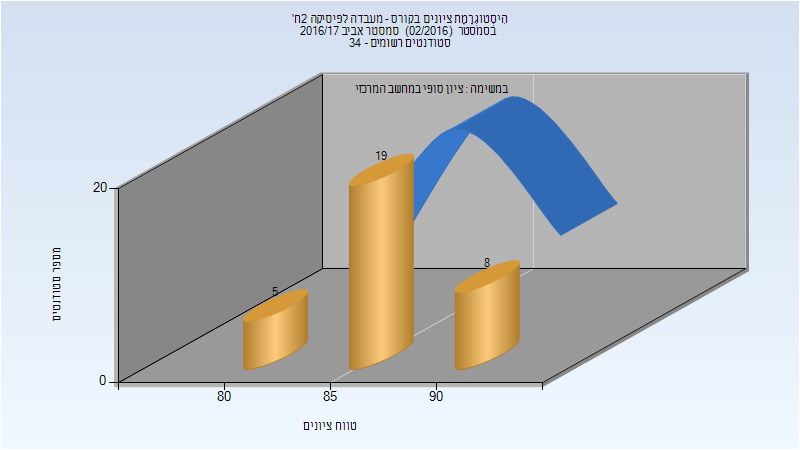 היסטוגרמת ציונים בקורס - מעבדה לפיסיקה 2ח'
בסמסטר (02/2016) סמסטר אביב 2016/17
סטודנטים רשומים - 34
במשימה : ציון סופי במחשב המרכזי
19
20
8
5
מספר סטודנטים
0
80
85
90
טווח ציונים